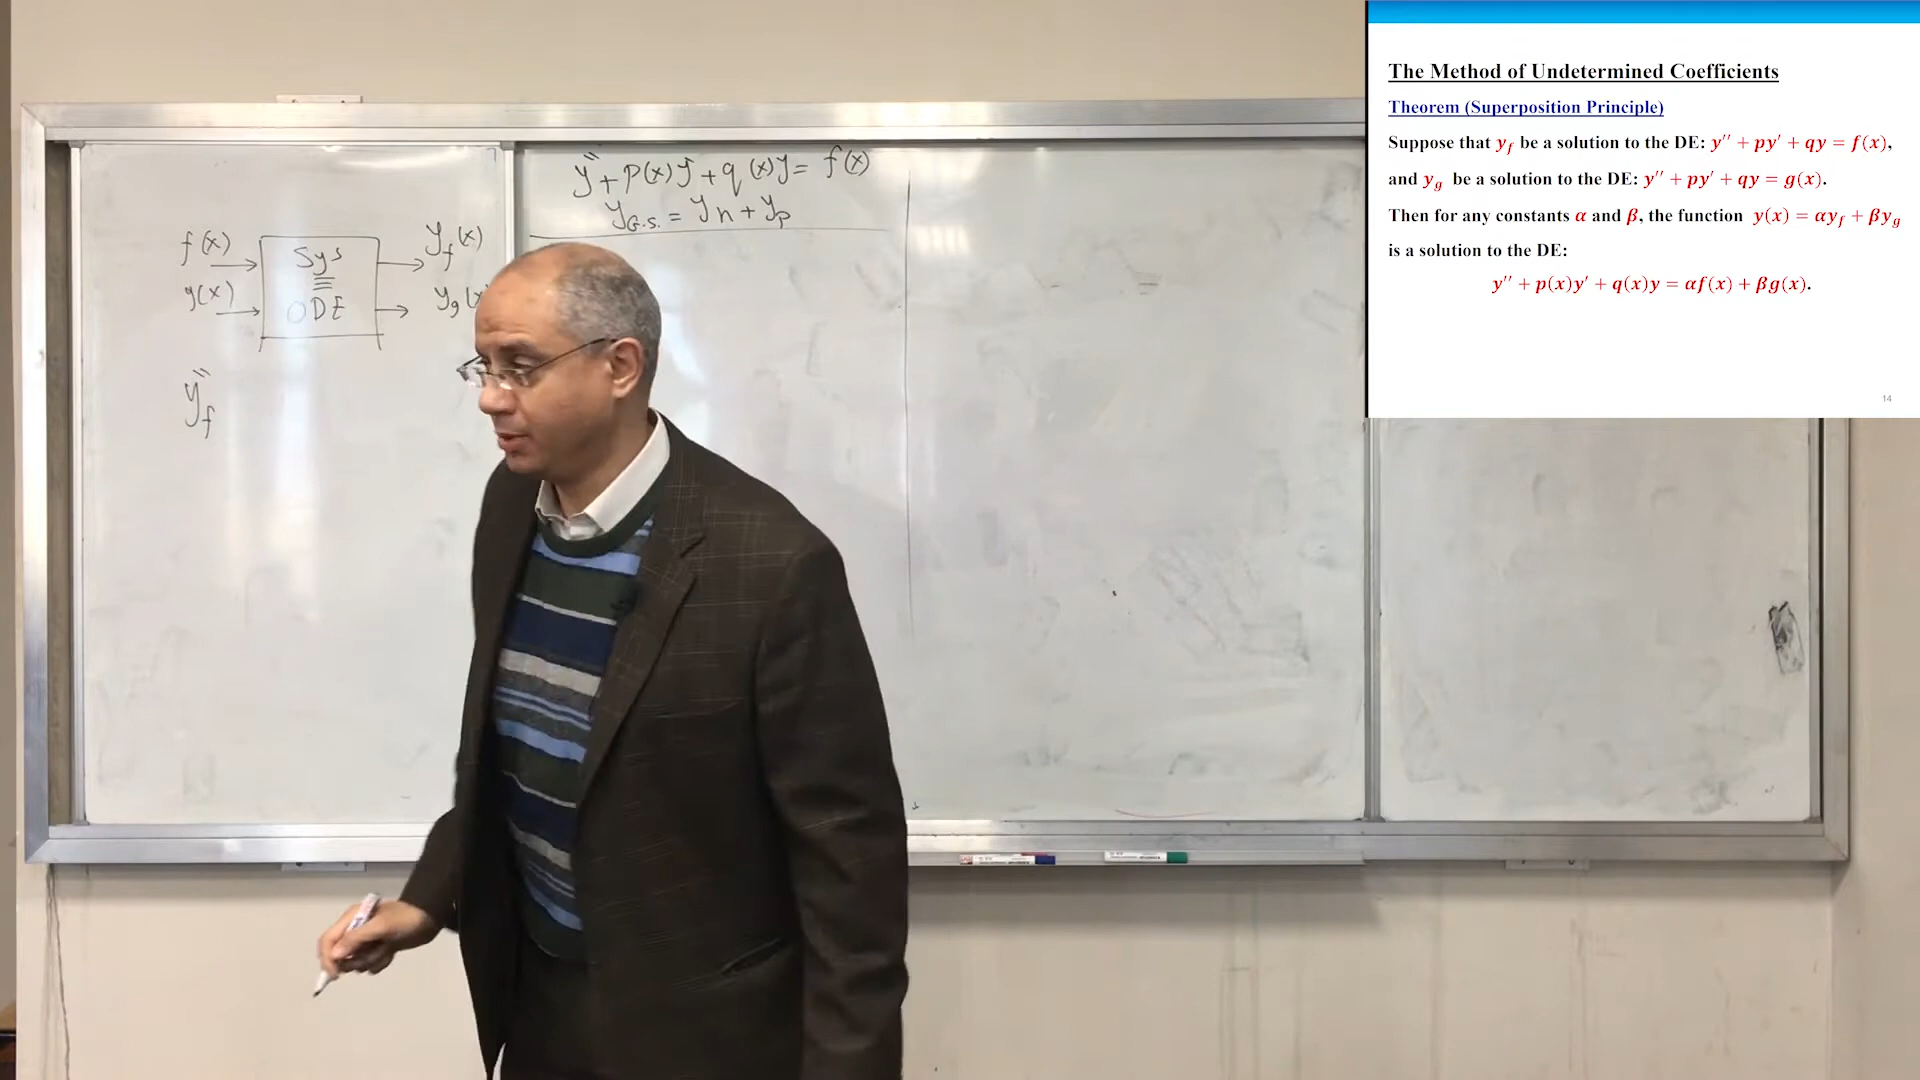 The Method of Undetermined Coefficients
Theorem (Superposition Principle)
Suppose that y_f be a solution to the DE: y'' + py' + qy = f(x),
and y_g be a solution to the DE: y'' + py' + qy = g(x).
Then for any constants α and β, the function y(x) = αy_f + βy_g
is a solution to the DE:
y'' + p(x)y' + q(x)y = αf(x) + βg(x).
14
y'' + p(x)y' + q(x)y = f(x)
y_G.S. = y_h + y_p
f(x) Sys y_f(x)
≡
g(x) ODE y_g(x
y''_f